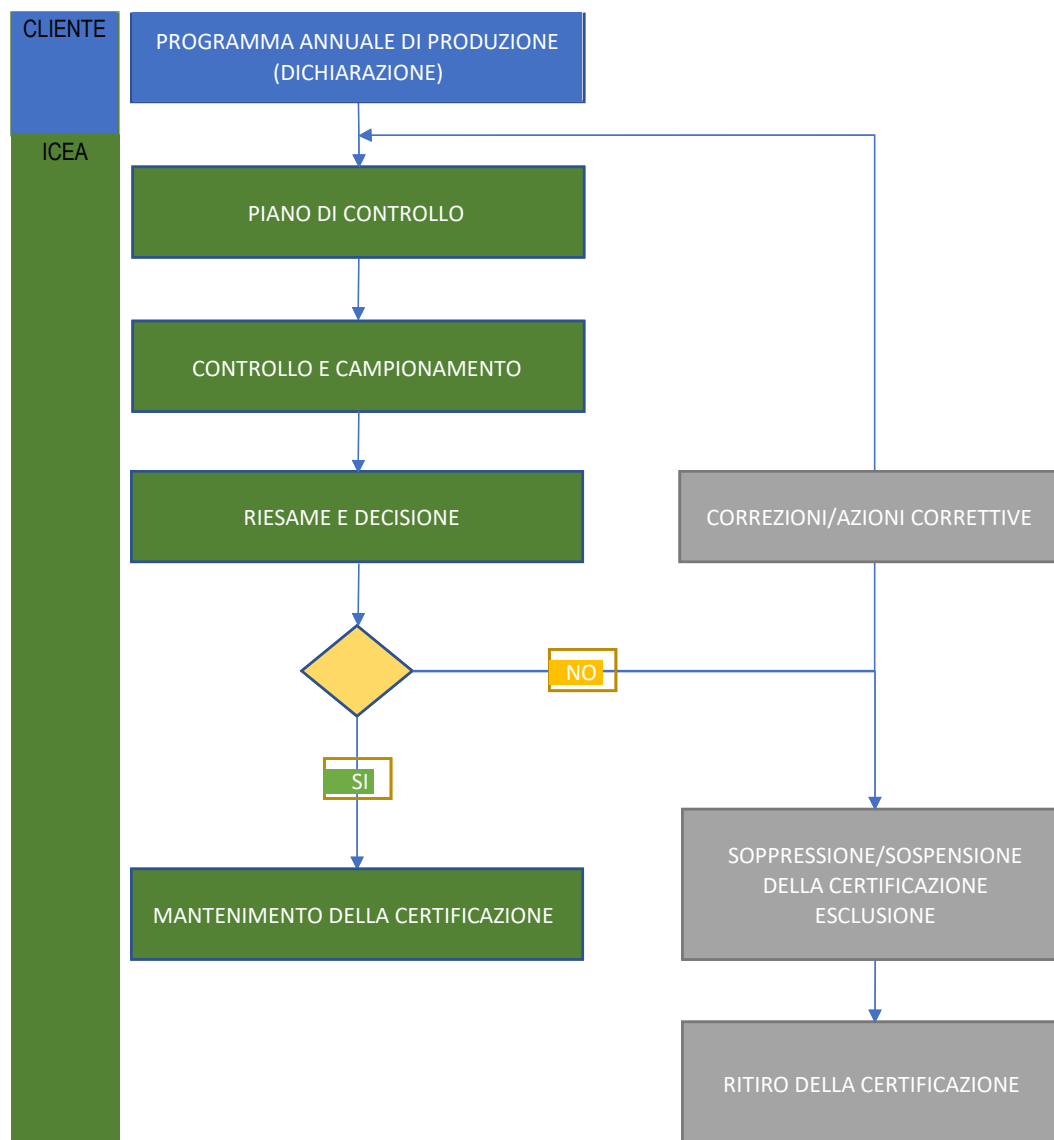 CLIENTE
PROGRAMMA ANNUALE DI PRODUZIONE
(DICHIARAZIONE)
ICEA
PIANO DI CONTROLLO
CONTROLLO E CAMPIONAMENTO
RIESAME E DECISIONE
CORREZIONI/AZIONI CORRETTIVE
NO
SI
SOPPRESSIONE/SOSPENSIONE
DELLA CERTIFICAZIONE
ESCLUSIONE
MANTENIMENTO DELLA CERTIFICAZIONE
RITIRO DELLA CERTIFICAZIONE